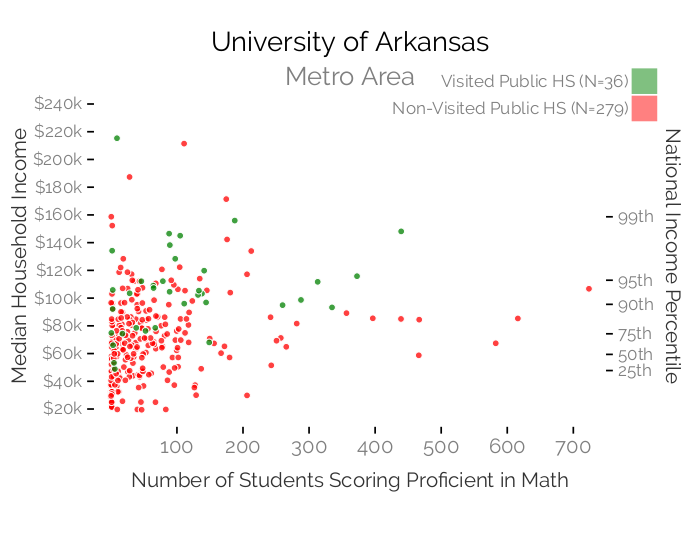 University of Arkansas
Metro Area
Visited Public HS (N=36)
Non-Visited Public HS (N=279)
Median Household Income
$240k
$220k
$200k
$180k
$160k
$140k
$120k
$100k
$80k
$60k
$40k
$20k
National Income Percentile
99th
95th
90th
75th
50th
25th
100 200 300 400 500 600 700
Number of Students Scoring Proficient in Math